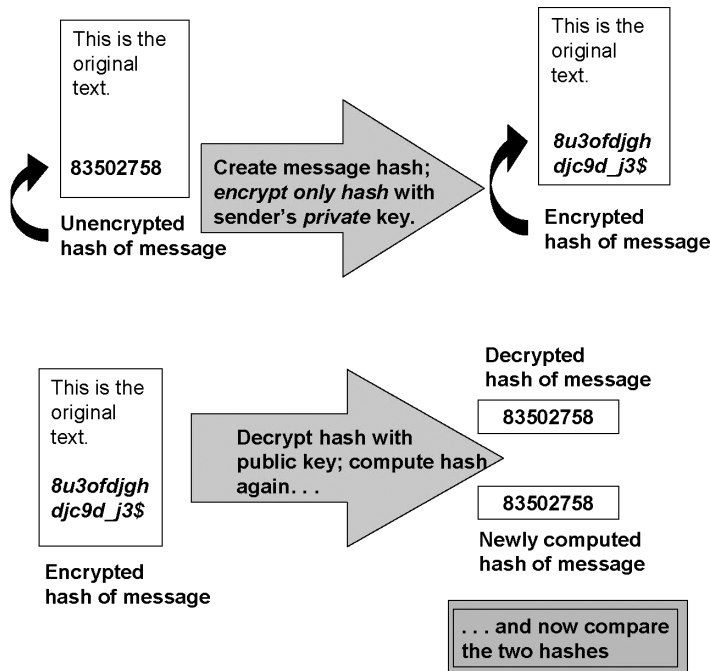 This is the
original
text.
83502758
Unencrypted
hash of message
Create message hash;
encrypt only hash with
sender's private key.
This is the
original
text.
8u3ofdjgh
djc9d_j3$
Encrypted
hash of message
This is the
original
text.
8u3ofdjgh
djc9d_j3$
Encrypted
hash of message
Decrypt hash with
public key; compute hash
again. . .
Decrypted
hash of message
83502758
83502758
Newly computed
hash of message
. . . and now compare
the two hashes